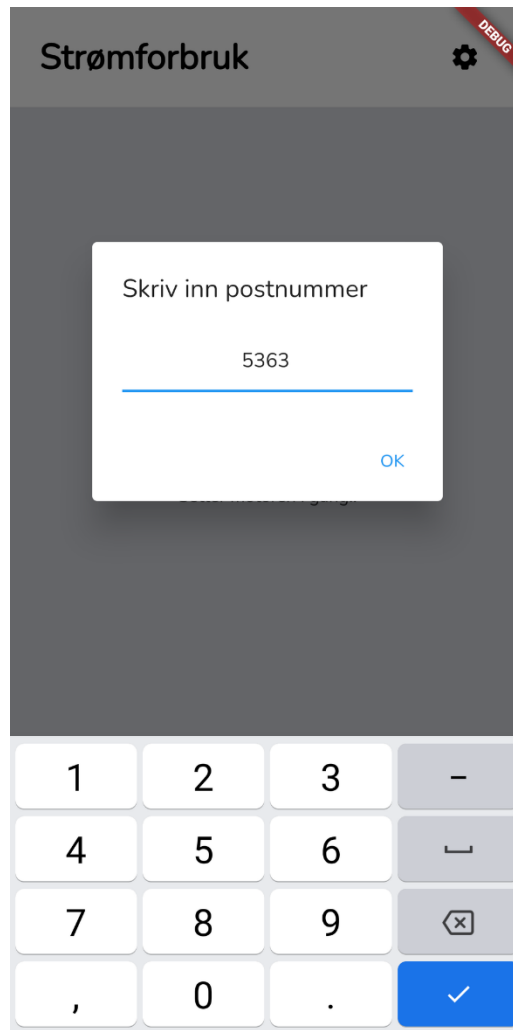 Strømforbruk
DEBUG
Skriv inn postnummer
5363
OK
1 2 3 -
4 5 6
7 8 9
, 0 .